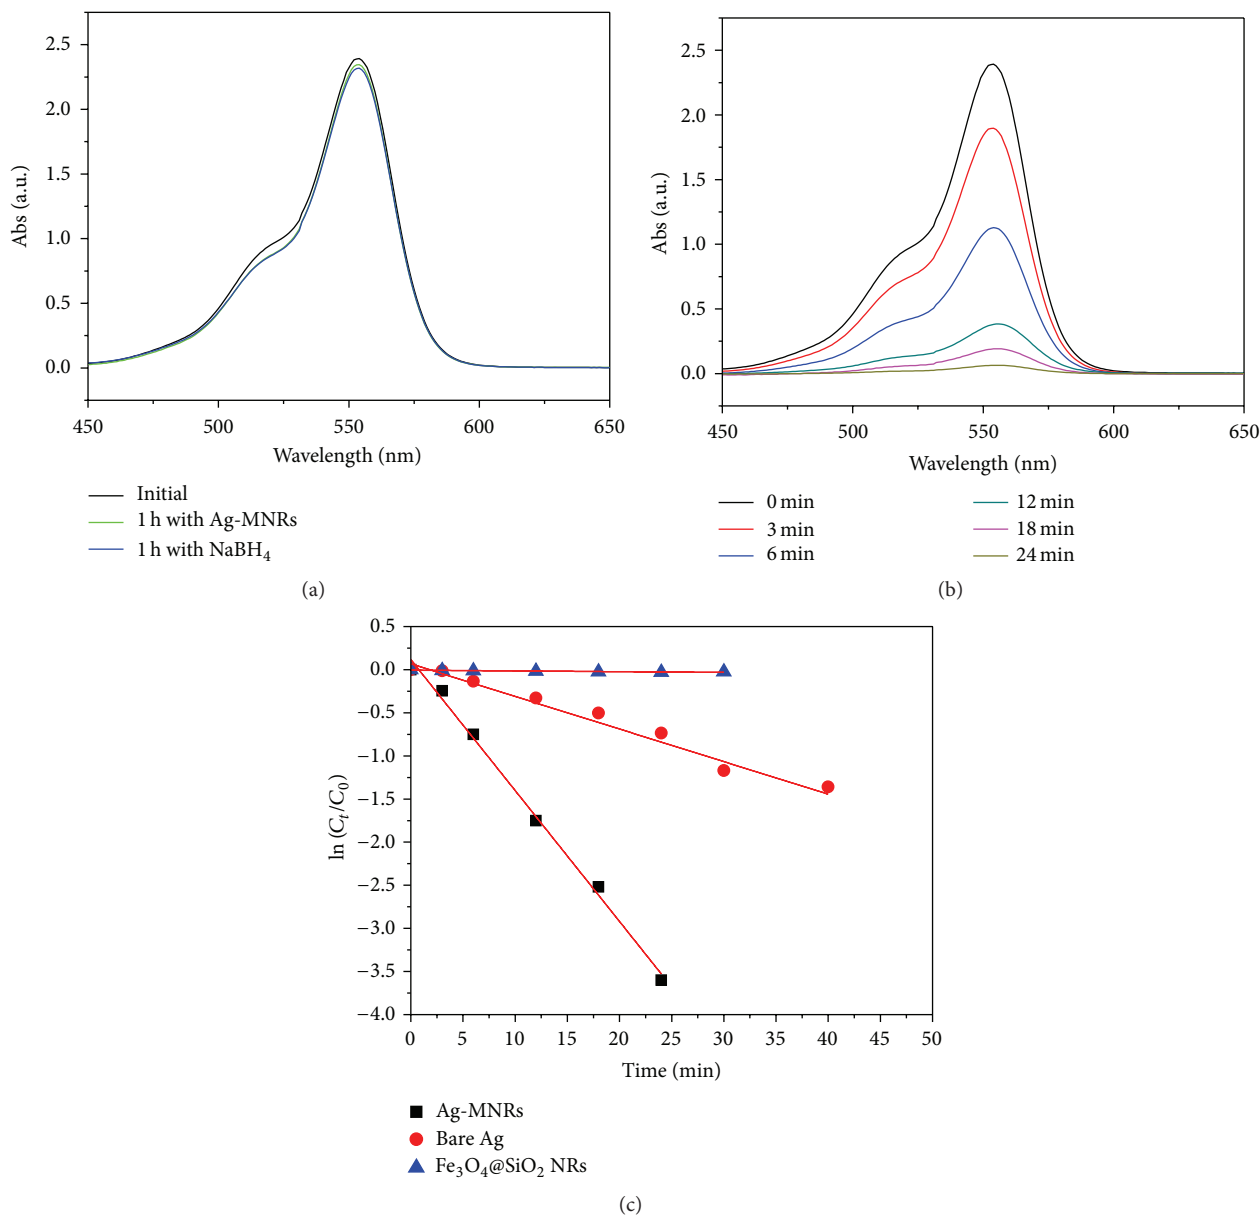 2.5
2.0
1.5
1.0
0.5
0.0
Abs (a.u.)
450 500 550 600 650
Wavelength (nm)
Initial
1 h with Ag-MNRs
1 h with NaBH₄
(a)
2.5
2.0
1.5
1.0
0.5
0.0
Abs (a.u.)
450 500 550 600 650
Wavelength (nm)
0 min 12 min
3 min 18 min
6 min 24 min
(b)
0.5
0.0
−0.5
−1.0
−1.5
−2.0
−2.5
−3.0
−3.5
−4.0
ln (Cₜ/C₀)
0 5 10 15 20 25 30 35 40 45 50
Time (min)
Ag-MNRs
Bare Ag
Fe₃O₄@SiO₂ NRs
(c)